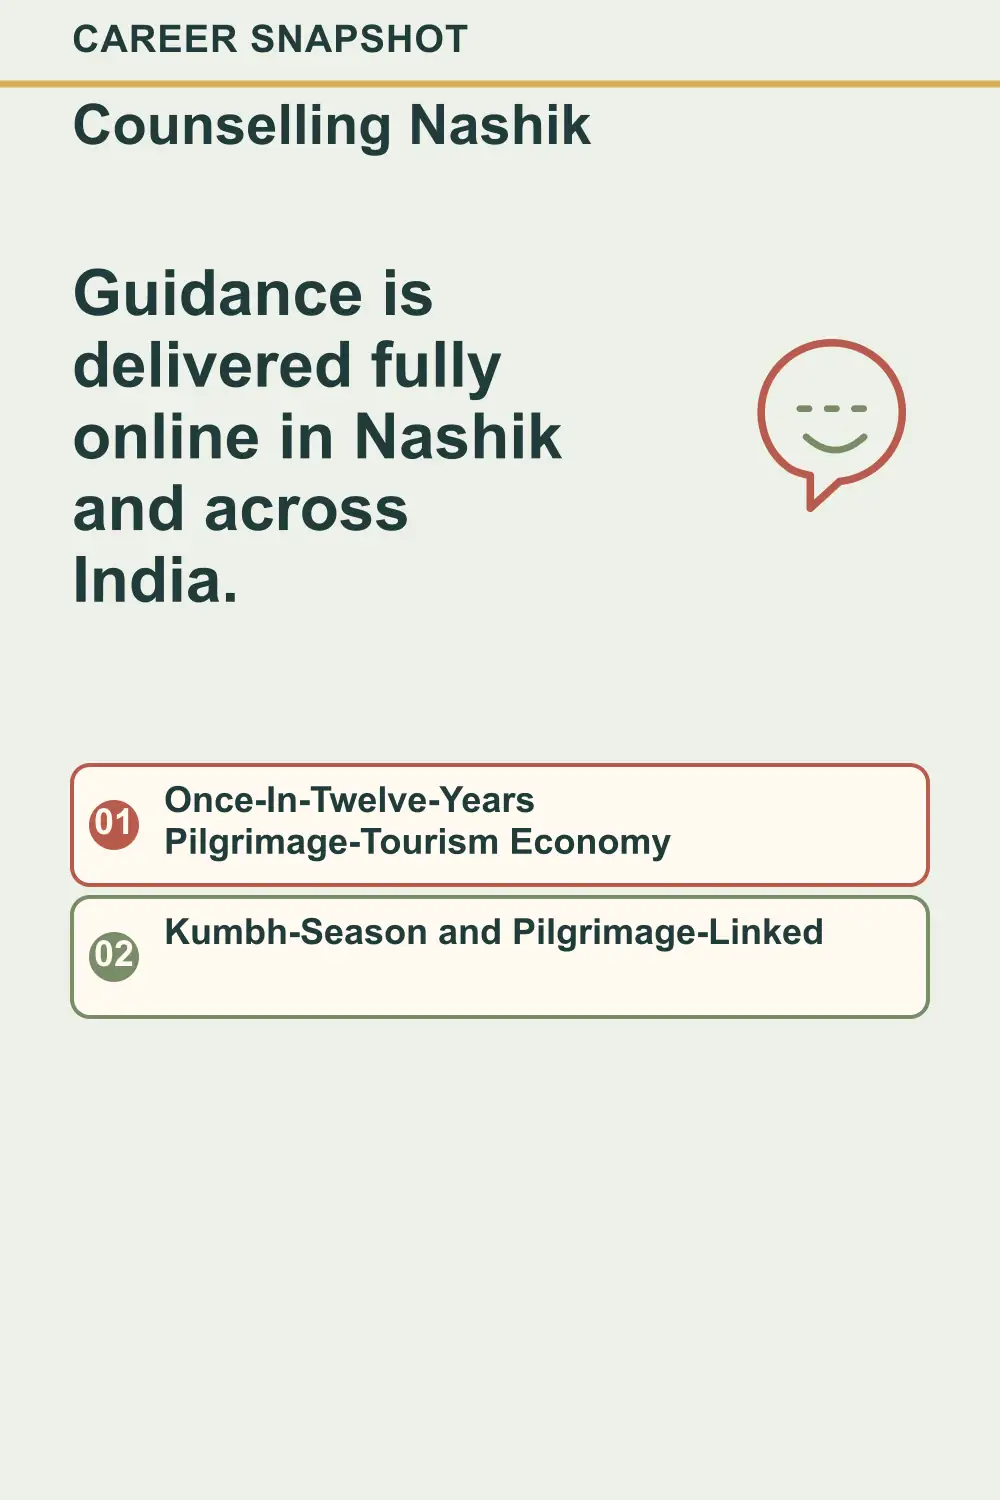 CAREER SNAPSHOT
Counselling Nashik
Guidance is
delivered fully
online in Nashik
and across
India.
01
Once-In-Twelve-Years
Pilgrimage-Tourism Economy
02
Kumbh-Season and Pilgrimage-Linked